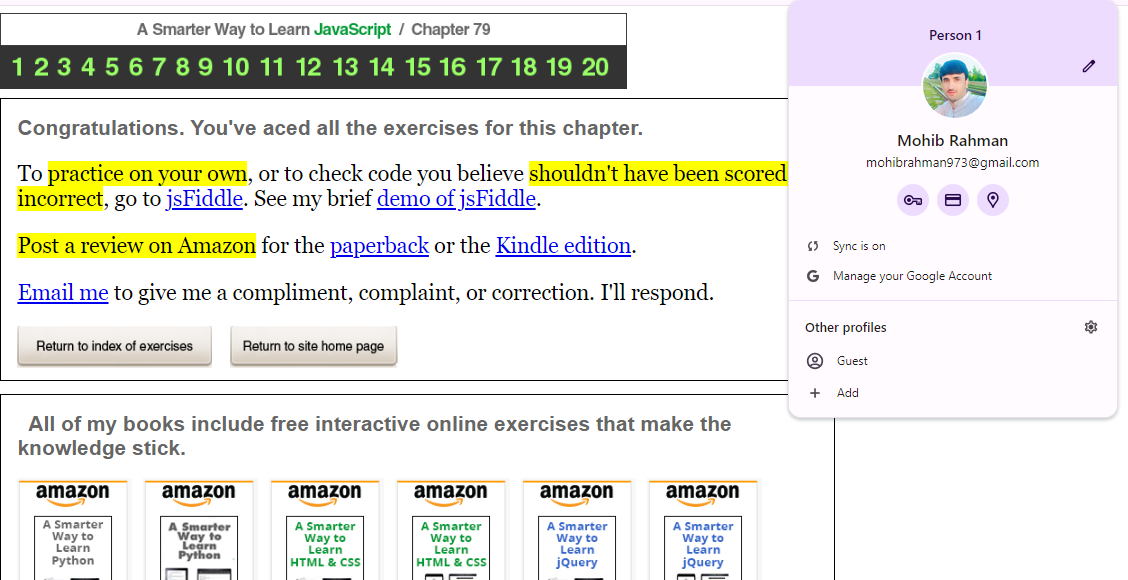 A Smarter Way to Learn JavaScript / Chapter 79
1 2 3 4 5 6 7 8 9 10 11 12 13 14 15 16 17 18 19 20
Congratulations. You've aced all the exercises for this chapter.
To practice on your own, or to check code you believe shouldn't have been scored
incorrect, go to jsFiddle. See my brief demo of jsFiddle.
Post a review on Amazon for the paperback or the Kindle edition.
Email me to give me a compliment, complaint, or correction. I'll respond.
Return to index of exercises
Return to site home page
All of my books include free interactive online exercises that make the
knowledge stick.
amazon
A Smarter
Way to
Learn
Python
amazon
A Smarter
Way to
Learn
Python
amazon
A Smarter
Way to
Learn
HTML & CSS
amazon
A Smarter
Way to
Learn
HTML & CSS
amazon
A Smarter
Way to
Learn
jQuery
amazon
A Smarter
Way to
Learn
jQuery
Person 1
Mohib Rahman
mohibrahman973@gmail.com
Sync is on
G Manage your Google Account
Other profiles
Guest
Add